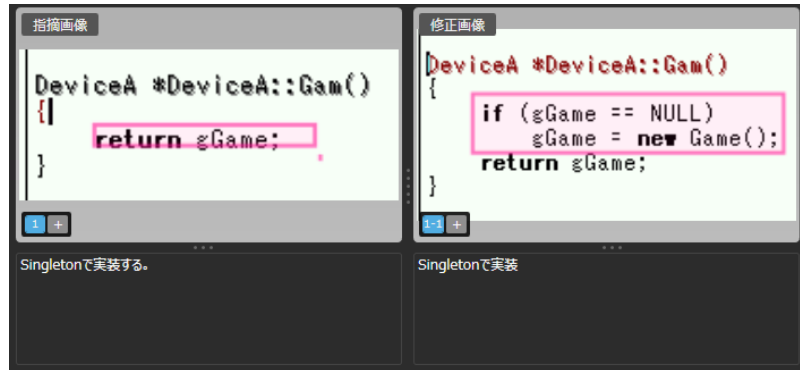 指摘画像
DeviceA *DeviceA::Gam()
{
return gGame;
}
1 +
Singletonで実装する。
修正画像
DeviceA *DeviceA::Gam()
{
if (gGame == NULL)
gGame = new Game();
return gGame;
}
1-1 +
Singletonで実装